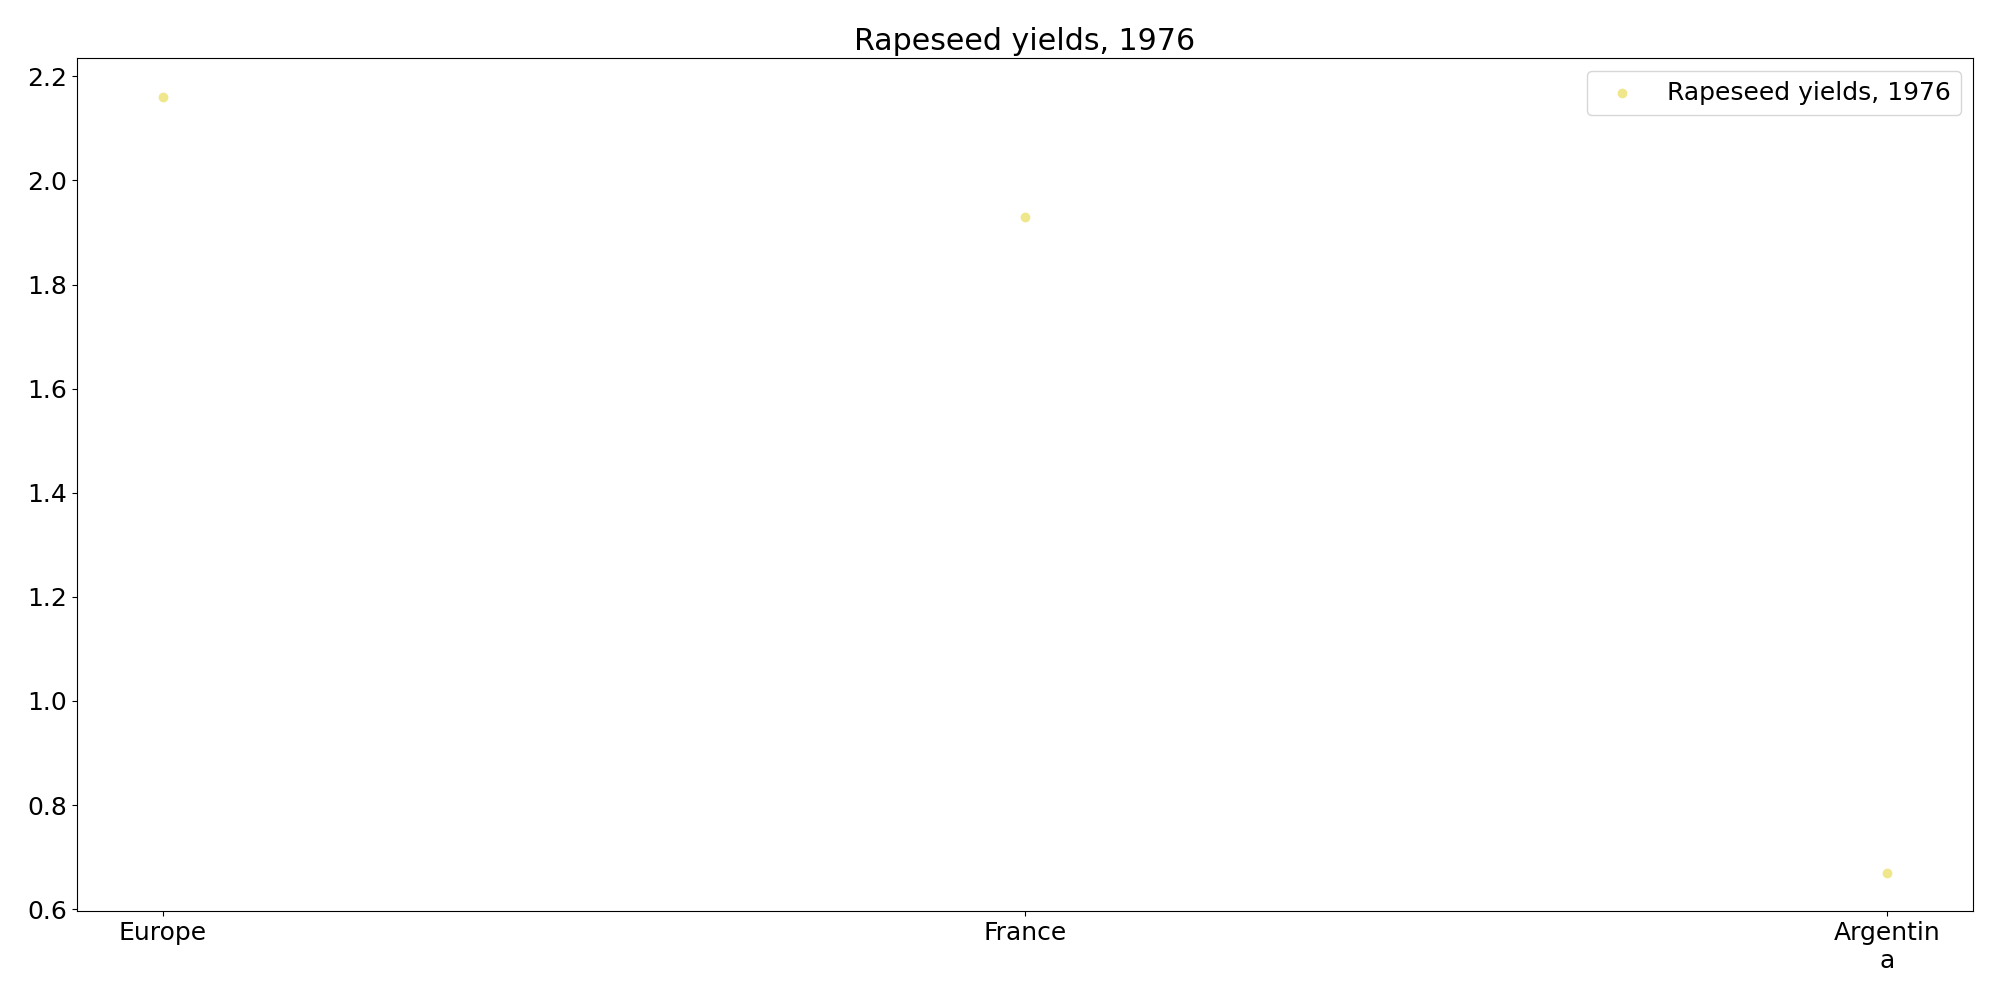 Rapeseed yields, 1976
Rapeseed yields, 1976
2.2
2.0
1.8
1.6
1.4
1.2
1.0
0.8
0.6
Europe
France
Argentin
a